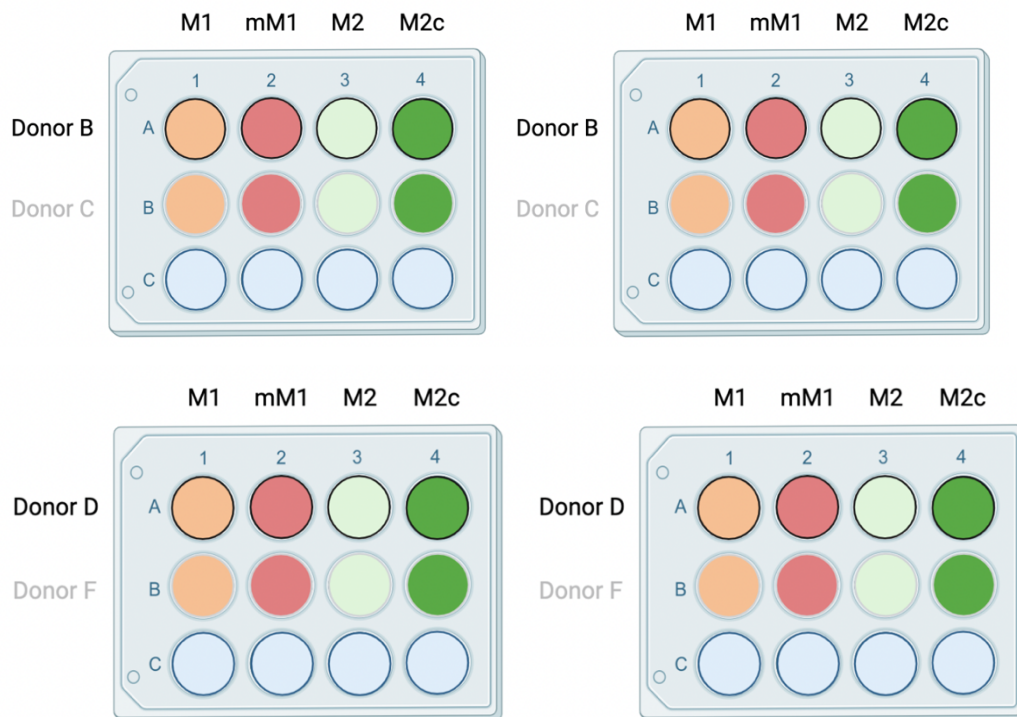 M1 mM1 M2 M2c
1 2 3 4
Donor B A
Donor C B
C
M1 mM1 M2 M2c
1 2 3 4
Donor B A
Donor C B
C
M1 mM1 M2 M2c
1 2 3 4
Donor D A
Donor F B
C
M1 mM1 M2 M2c
1 2 3 4
Donor D A
Donor F B
C